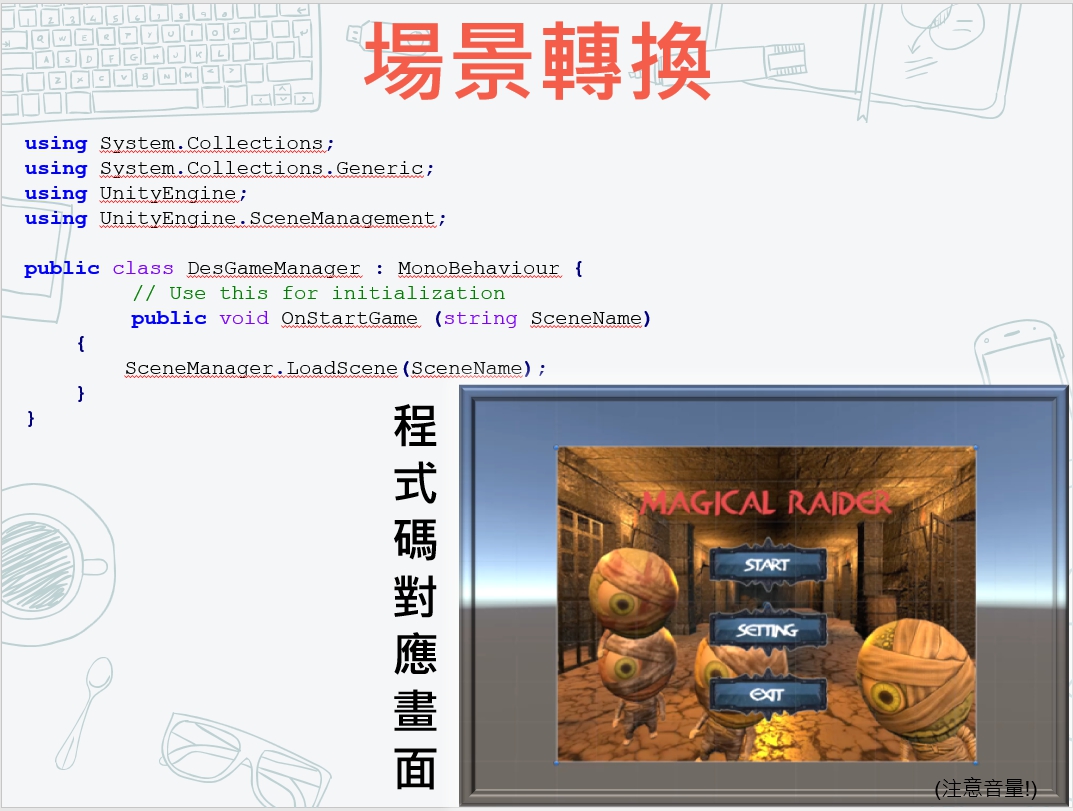 場景轉換
using System.Collections;
using System.Collections.Generic;
using UnityEngine;
using UnityEngine.SceneManagement;
public class DesGameManager : MonoBehaviour {
// Use this for initialization
public void OnStartGame (string SceneName)
{
SceneManager.LoadScene(SceneName);
}
}
程式碼對應畫面
MAGICAL RAIDER
START
SETTING
EXIT
(注意音量!)